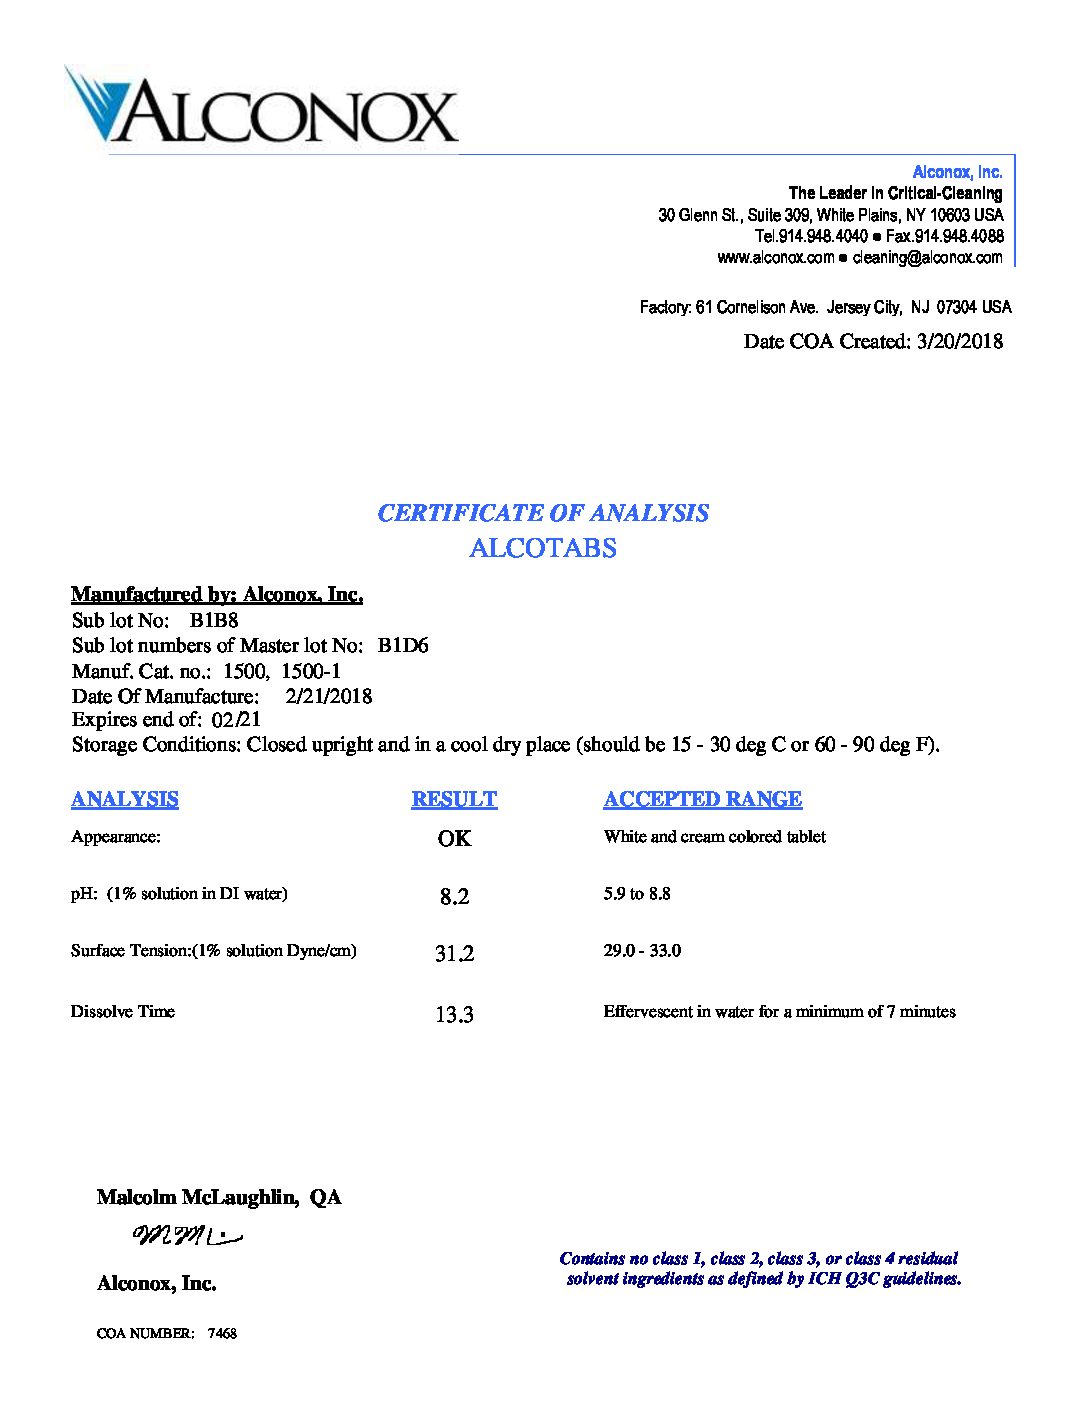 ALCONOX
Alconox, Inc.
The Leader in Critical-Cleaning
30 Glenn St., Suite 309, White Plains, NY 10603 USA
Tel.914.948.4040 ● Fax.914.948.4088
www.alconox.com ● cleaning@alconox.com
Factory: 61 Cornelison Ave. Jersey City, NJ 07304 USA
Date COA Created: 3/20/2018
CERTIFICATE OF ANALYSIS
ALCOTABS
Manufactured by: Alconox, Inc.
Sub lot No: B1B8
Sub lot numbers of Master lot No: B1D6
Manuf. Cat. no.: 1500, 1500-1
Date Of Manufacture: 2/21/2018
Expires end of: 02/21
Storage Conditions: Closed upright and in a cool dry place (should be 15 - 30 deg C or 60 - 90 deg F).
ANALYSIS RESULT ACCEPTED RANGE
Appearance: OK White and cream colored tablet
pH: (1% solution in DI water) 8.2 5.9 to 8.8
Surface Tension:(1% solution Dyne/cm) 31.2 29.0 - 33.0
Dissolve Time 13.3 Effervescent in water for a minimum of 7 minutes
Malcolm McLaughlin, QA
Alconox, Inc.
Contains no class 1, class 2, class 3, or class 4 residual
solvent ingredients as defined by ICH Q3C guidelines.
COA NUMBER: 7468